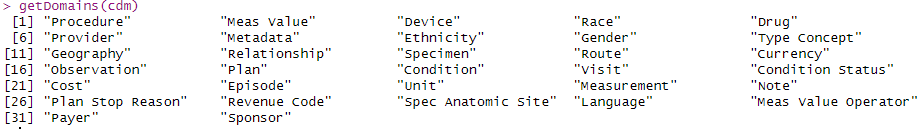 > getDomains(cdm)
[1] "Procedure" "Meas Value" "Device" "Race" "Drug"
[6] "Provider" "Metadata" "Ethnicity" "Gender" "Type Concept"
[11] "Geography" "Relationship" "Specimen" "Route" "Currency"
[16] "Observation" "Plan" "Condition" "Visit" "Condition Status"
[21] "Cost" "Episode" "Unit" "Measurement" "Note"
[26] "Plan Stop Reason" "Revenue Code" "Spec Anatomic Site" "Language" "Meas Value Operator"
[31] "Payer" "Sponsor"